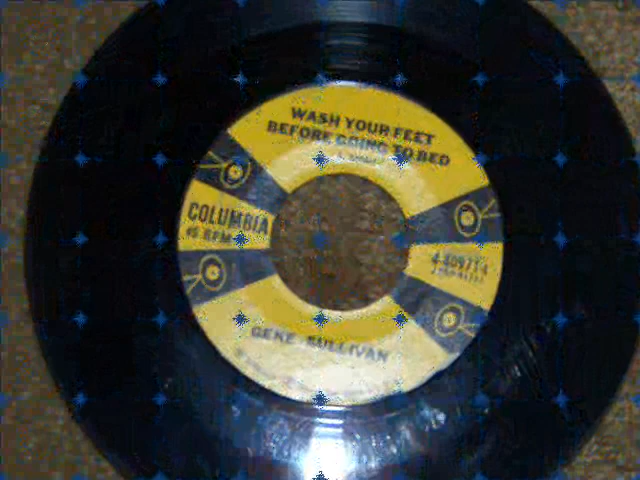 WASH YOUR FEET
BEFORE GOING TO BED
COLUMBIA
45 RPM
GENE SULLIVAN